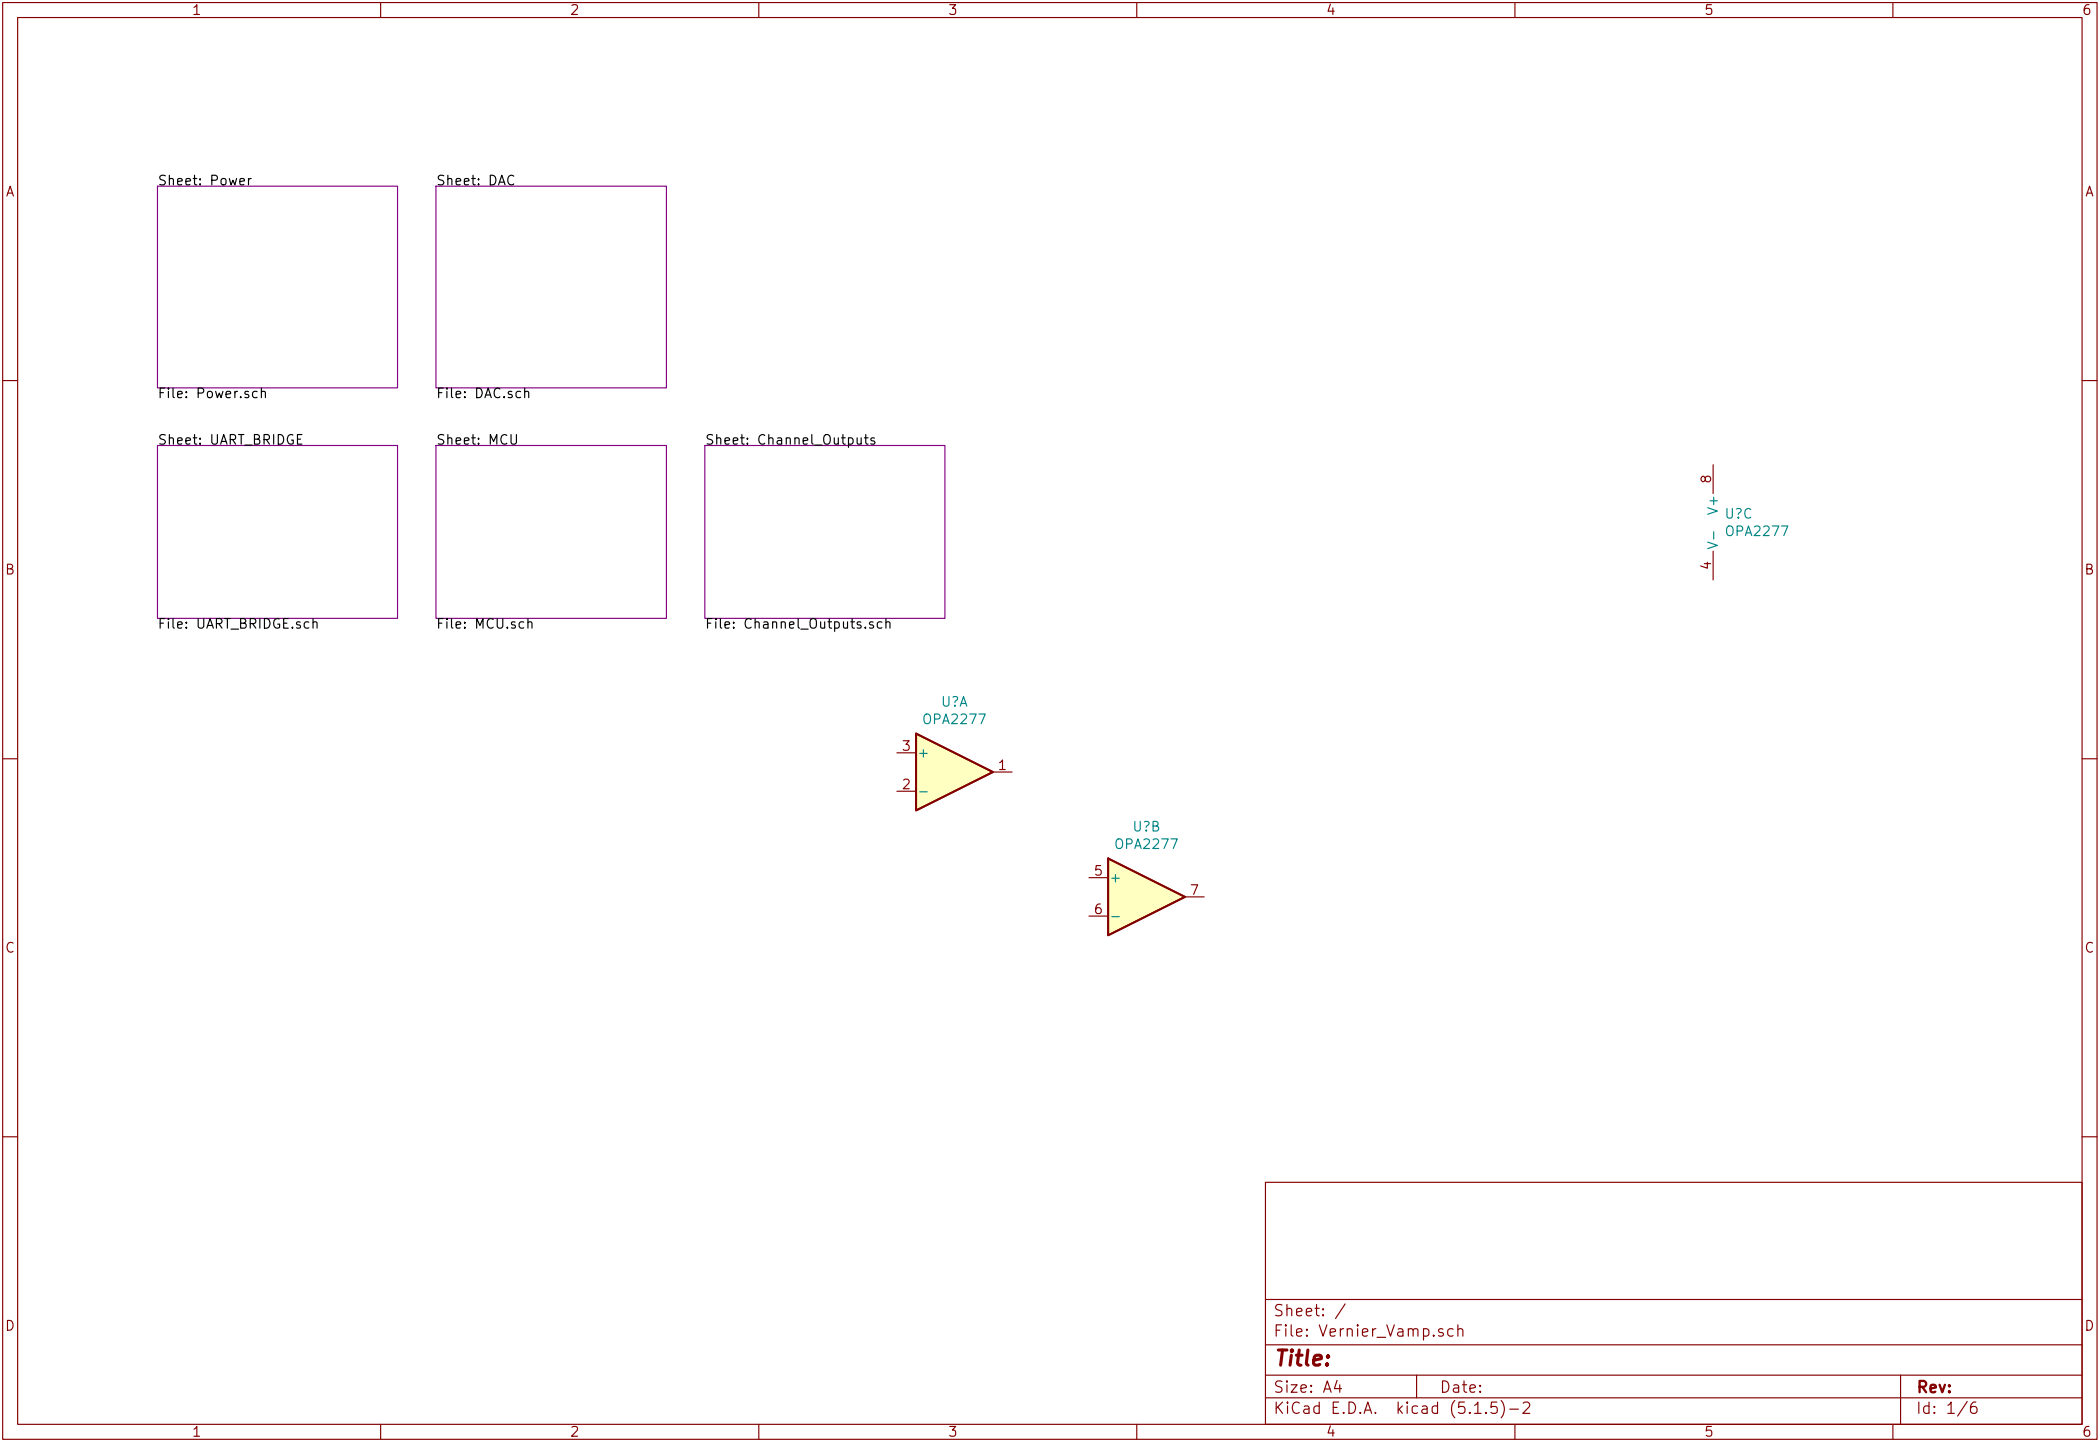 1 2 3 4 5 6
A A
Sheet: Power
Sheet: DAC
File: Power.sch
File: DAC.sch
Sheet: UART_BRIDGE
Sheet: MCU
Sheet: Channel_Outputs
8
V+
U?C
OPA2277
V-
4
B B
File: UART_BRIDGE.sch
File: MCU.sch
File: Channel_Outputs.sch
U?A
OPA2277
3 +
1
2 -
U?B
OPA2277
5 +
7
6 -
C C
Sheet: /
File: Vernier_Vamp.sch
D D
Title:
Size: A4
Date:
Rev:
KiCad E.D.A. kicad (5.1.5)-2
Id: 1/6
1 2 3 4 5 6